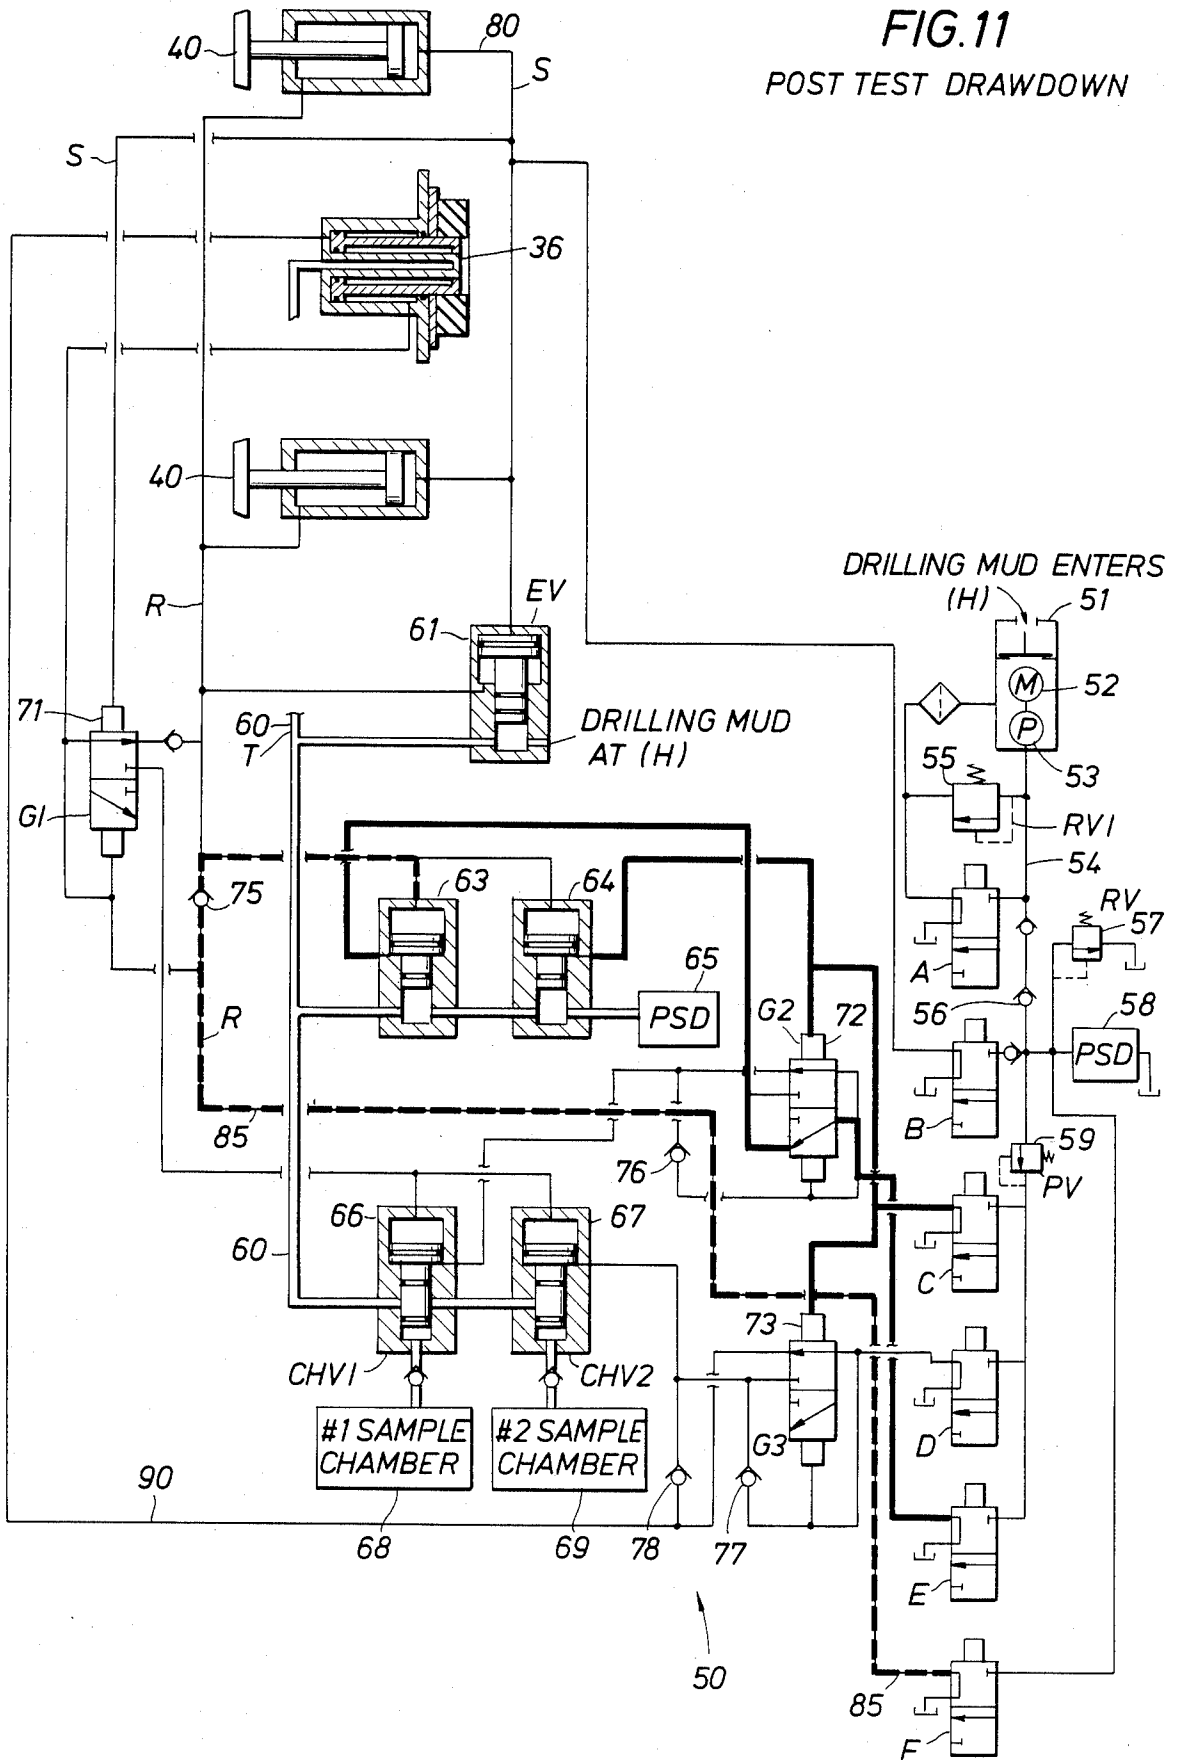 FIG.11
POST TEST DRAWDOWN
40
80
S
S
36
40
R
EV
61
DRILLING MUD ENTERS
(H)
51
M
52
P
53
71
60
T
DRILLING MUD
AT (H)
55
G1
RV1
54
75
63
64
RV
57
A
65
PSD
56
58
PSD
R
G2
72
85
B
76
59
PV
66
67
60
C
73
CHV1
CHV2
#1 SAMPLE
CHAMBER
#2 SAMPLE
CHAMBER
G3
D
90
68
69
78
77
E
50
85
F